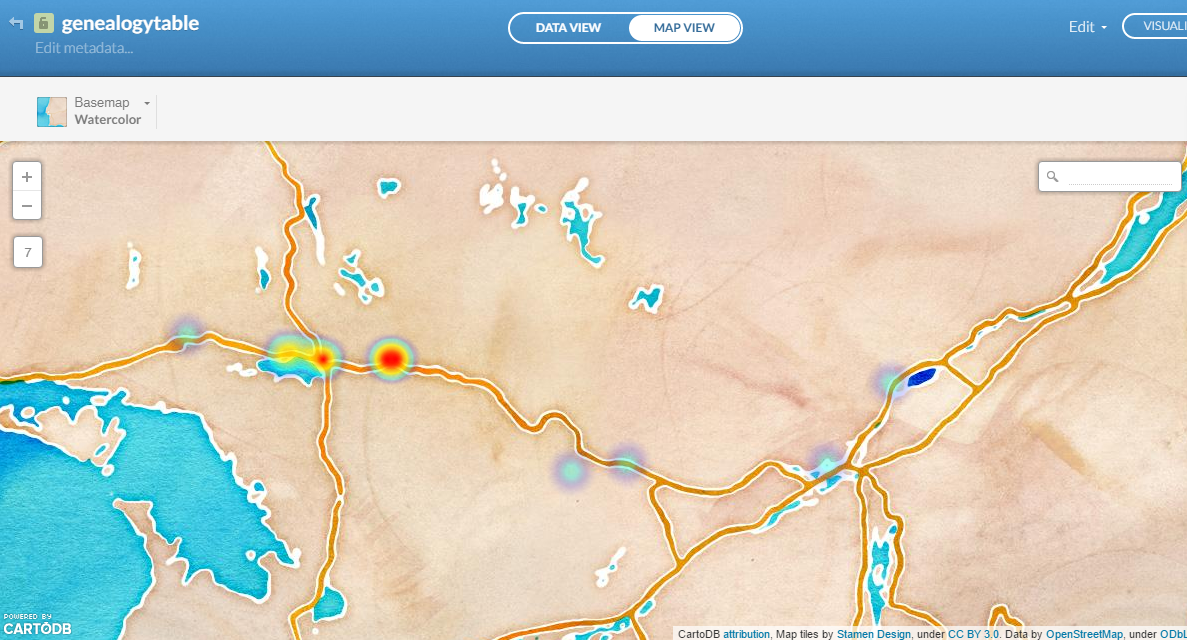 genealogytable
Edit metadata...
DATA VIEW
MAP VIEW
Edit
VISUALI
Basemap
Watercolor
+
−
7
POWERED BY
CARTODB
CartoDB attribution, Map tiles by Stamen Design, under CC BY 3.0. Data by OpenStreetMap, under ODbL